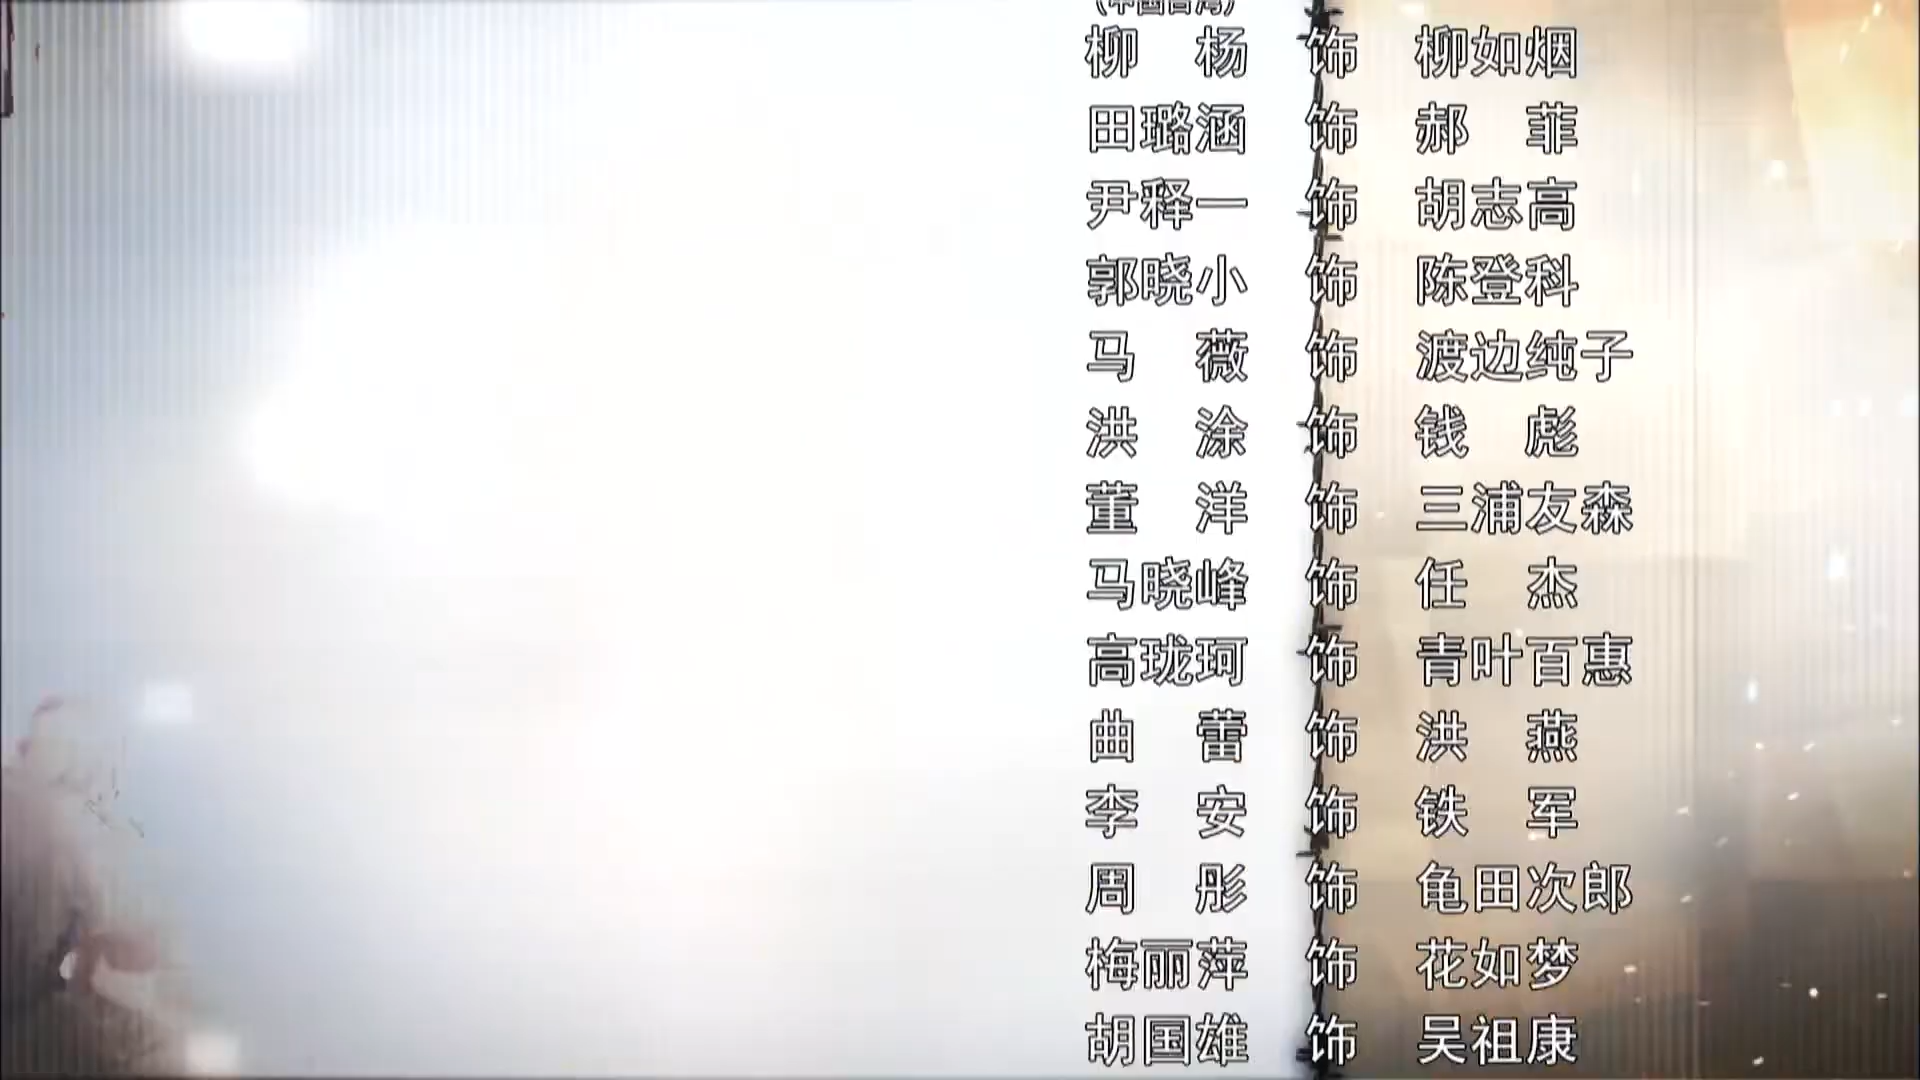 (中国台湾)
柳 杨 饰 柳如烟
田璐涵 饰 郝 菲
尹释一 饰 胡志高
郭晓小 饰 陈登科
马 薇 饰 渡边纯子
洪 涂 饰 钱 彪
董 洋 饰 三浦友森
马晓峰 饰 任 杰
高珑珂 饰 青叶百惠
曲 蕾 饰 洪 燕
李 安 饰 铁 军
周 彤 饰 龟田次郎
梅丽萍 饰 花如梦
胡国雄 饰 吴祖康